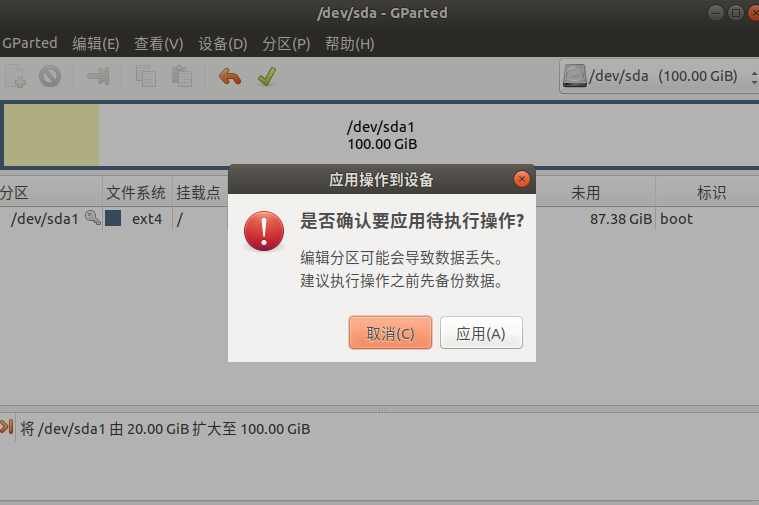 /dev/sda - GParted
GParted 编辑(E) 查看(V) 设备(D) 分区(P) 帮助(H)
/dev/sda (100.00 GiB)
/dev/sda1
100.00 GiB
应用操作到设备
分区 文件系统 挂载点 未用 标识
/dev/sda1 ext4 / 87.38 GiB boot
是否确认要应用待执行操作?
编辑分区可能会导致数据丢失。
建议执行操作之前先备份数据。
取消(C) 应用(A)
将 /dev/sda1 由 20.00 GiB 扩大至 100.00 GiB